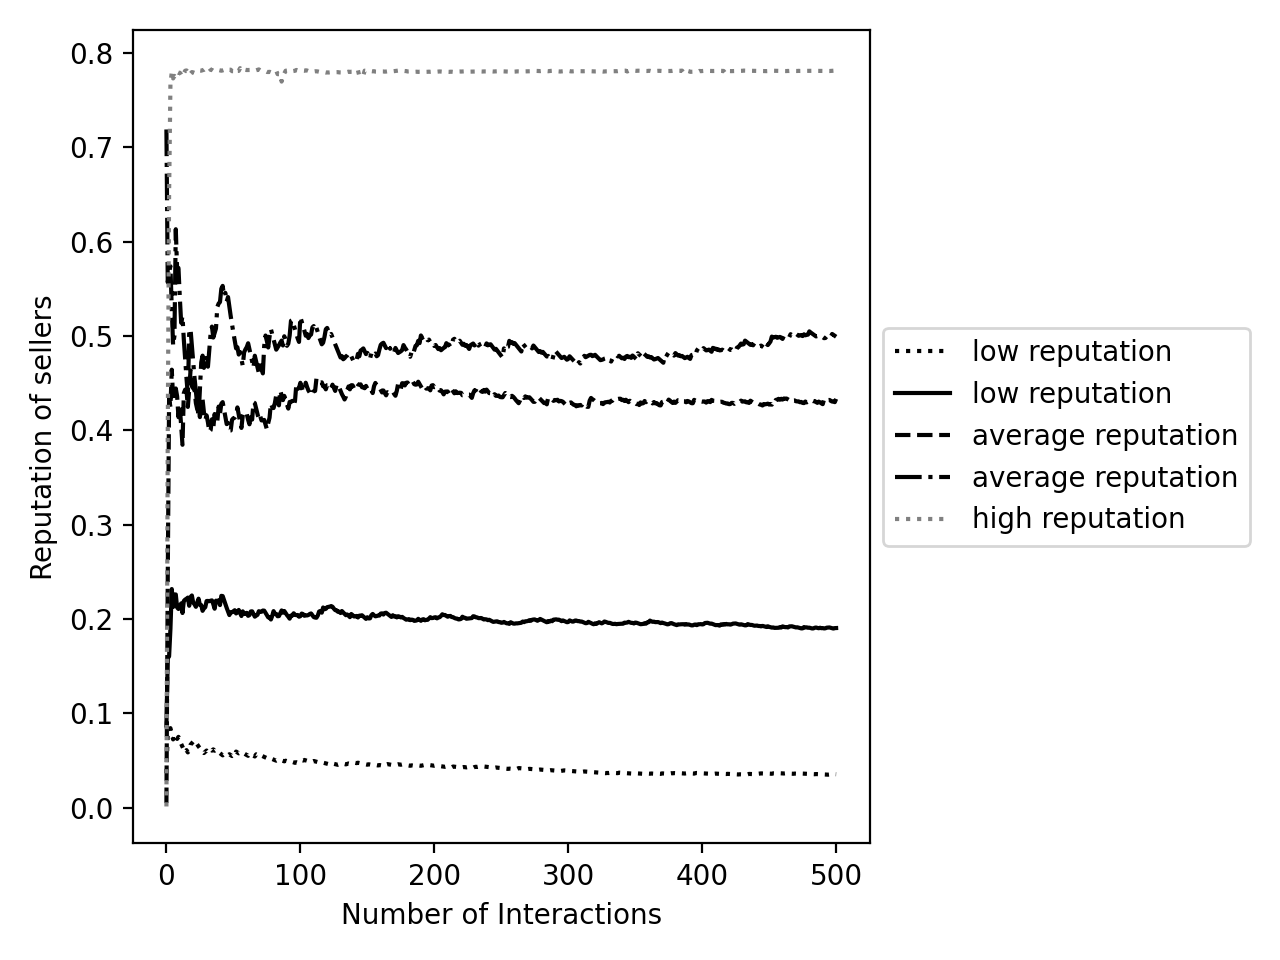 0.8
0.7
0.6
0.5
0.4
0.3
0.2
0.1
0.0
Reputation of sellers
0 100 200 300 400 500
Number of Interactions
low reputation
low reputation
average reputation
average reputation
high reputation